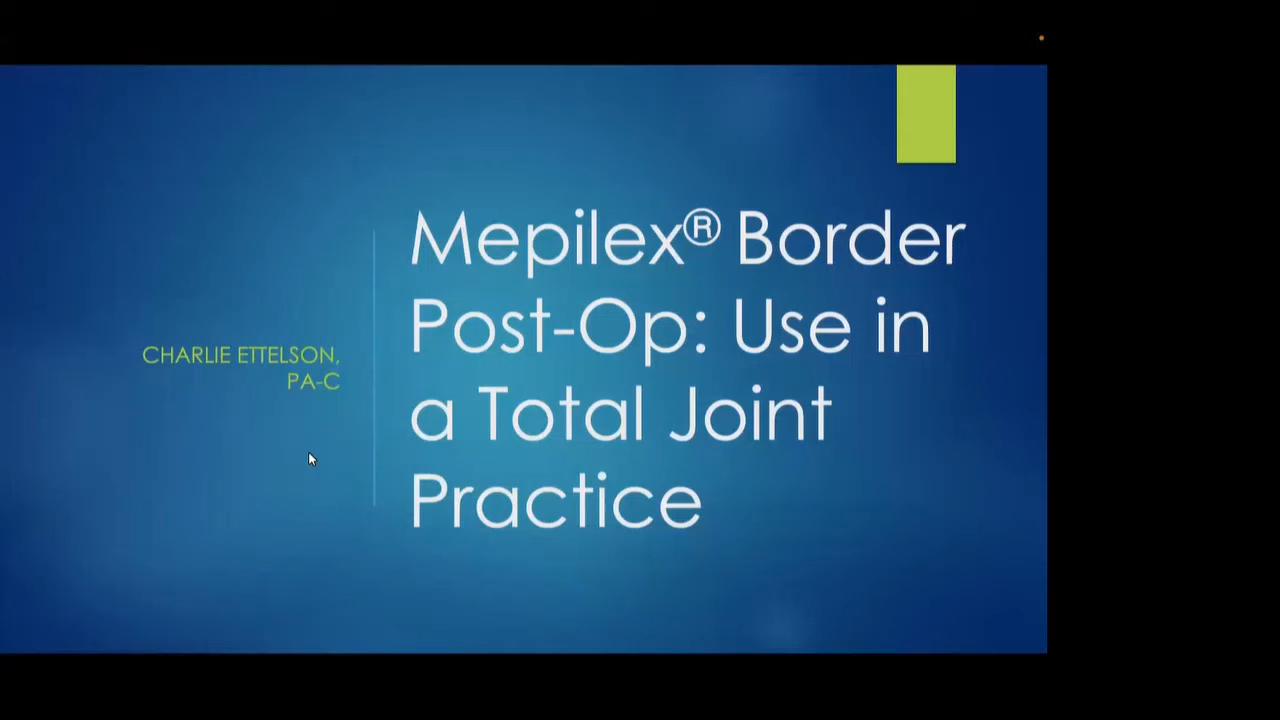 CHARLIE ETTELSON,
PA-C
Mepilex® Border
Post-Op: Use in
a Total Joint
Practice